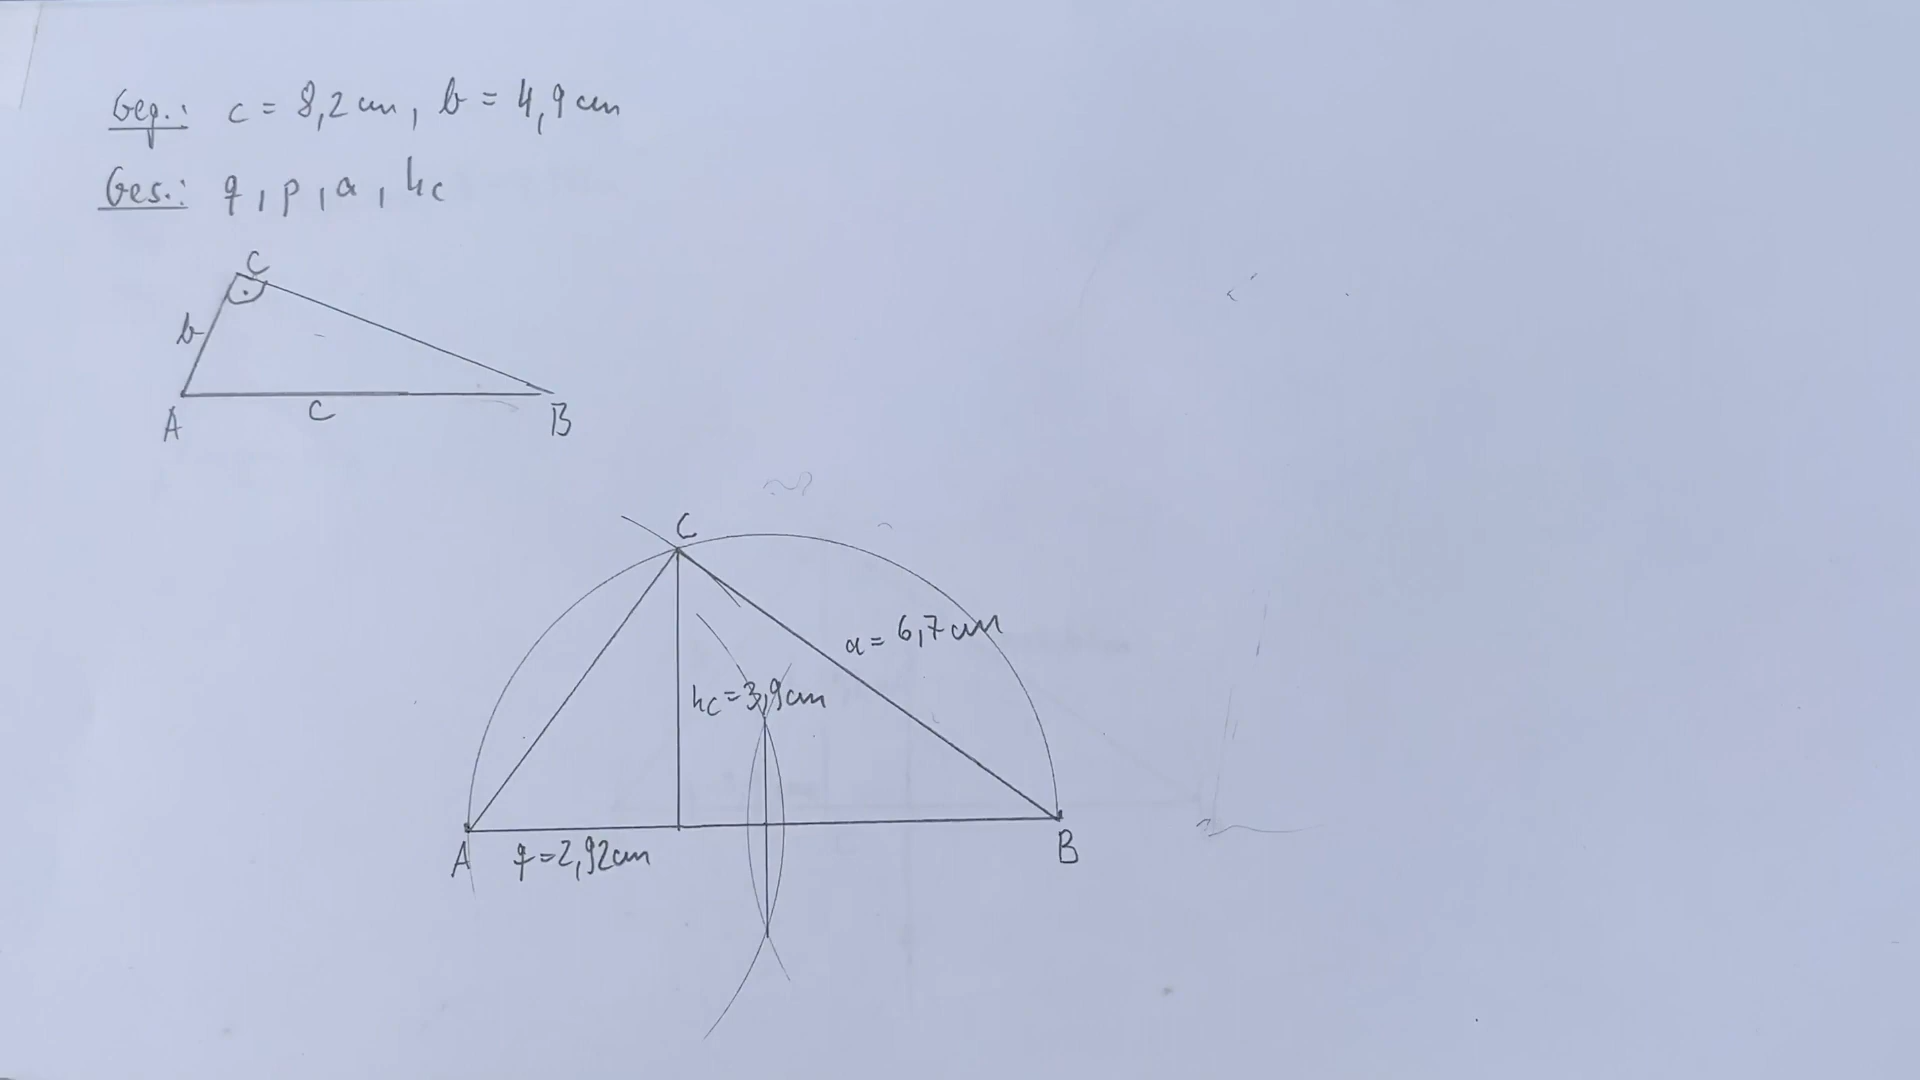 Geg.: c = 8,2 cm, b = 4,9 cm
Ges.: q, p, a, hc
C
b
c
A
B
C
a = 6,7 cm
hc = 3,9 cm
A
q = 2,92 cm
B